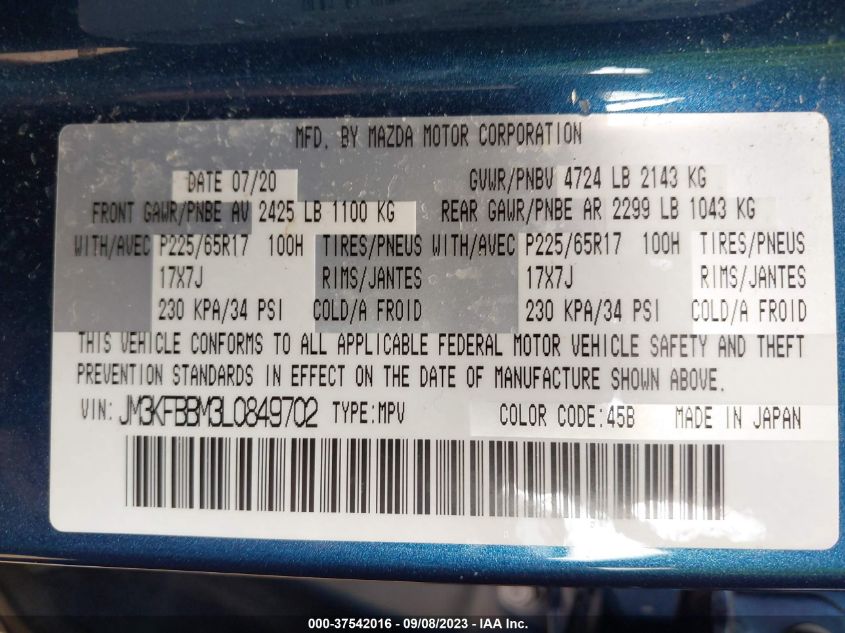 MFD. BY MAZDA MOTOR CORPORATION
DATE 07/20 GVWR/PNBV 4724 LB 2143 KG
FRONT GAWR/PNBE AV 2425 LB 1100 KG REAR GAWR/PNBE AR 2299 LB 1043 KG
WITH/AVEC P225/65R17 100H TIRES/PNEUS WITH/AVEC P225/65R17 100H TIRES/PNEUS
17X7J RIMS/JANTES 17X7J RIMS/JANTES
230 KPA/34 PSI COLD/A FROID 230 KPA/34 PSI COLD/A FROID
THIS VEHICLE CONFORMS TO ALL APPLICABLE FEDERAL MOTOR VEHICLE SAFETY AND THEFT
PREVENTION STANDARDS IN EFFECT ON THE DATE OF MANUFACTURE SHOWN ABOVE.
VIN: JM3KFBBM3L0849702 TYPE:MPV COLOR CODE:45B MADE IN JAPAN
000-37542016 - 09/08/2023 - IAA Inc.